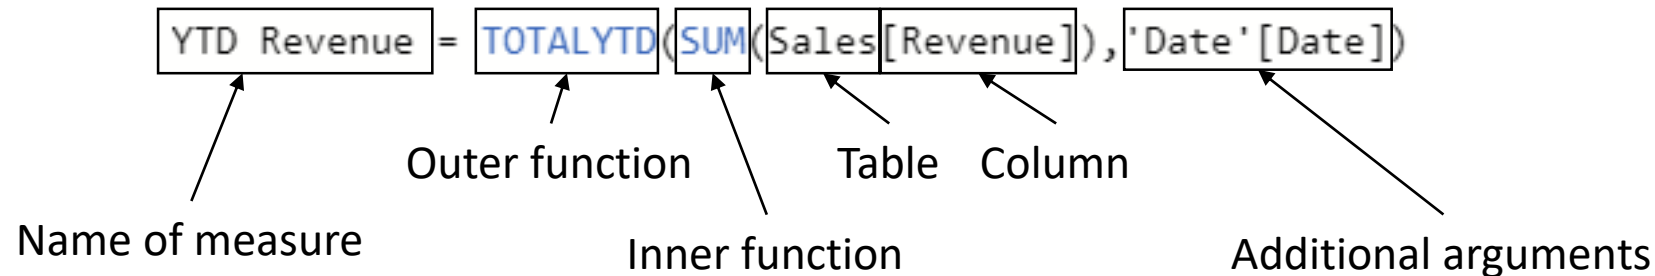 YTD Revenue = TOTALYTD(SUM(Sales[Revenue]),'Date'[Date])
Outer function Table Column
Name of measure Inner function Additional arguments